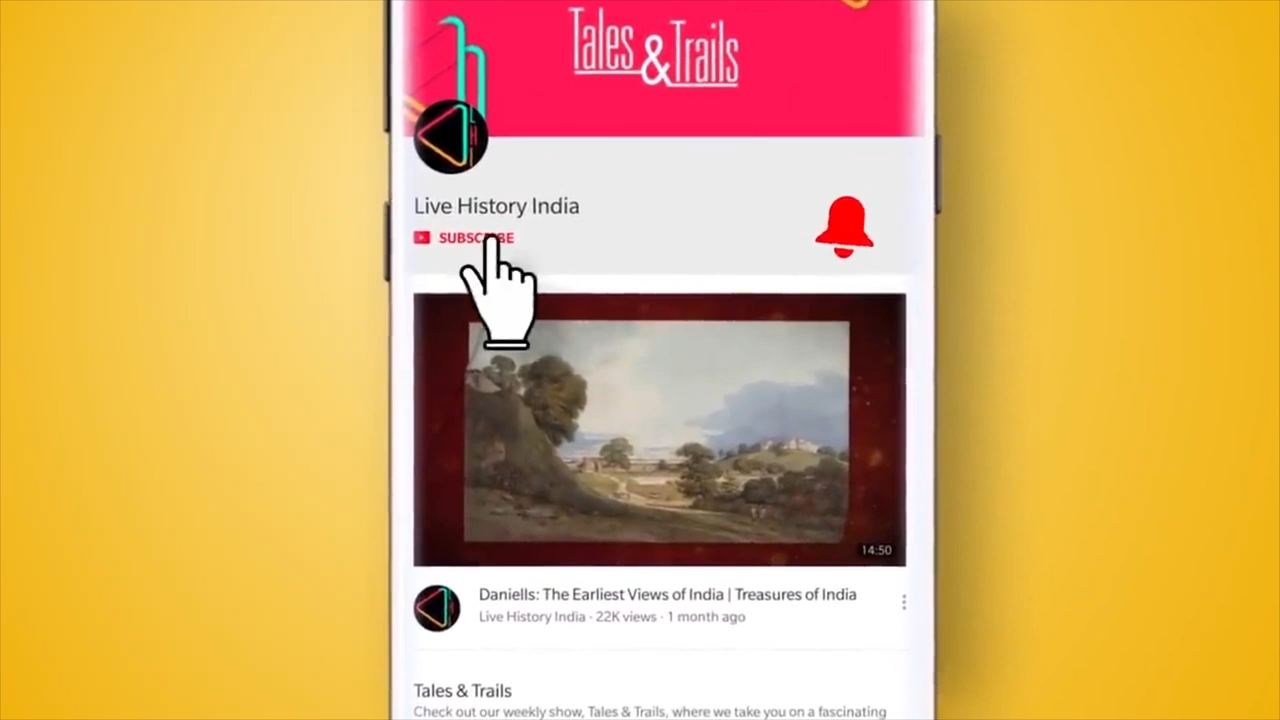 Tales & Trails
Live History India
SUBSCRIBE
14:50
Daniells: The Earliest Views of India | Treasures of India
Live History India · 22K views · 1 month ago
Tales & Trails
Check out our weekly show, Tales & Trails, where we take you on a fascinating